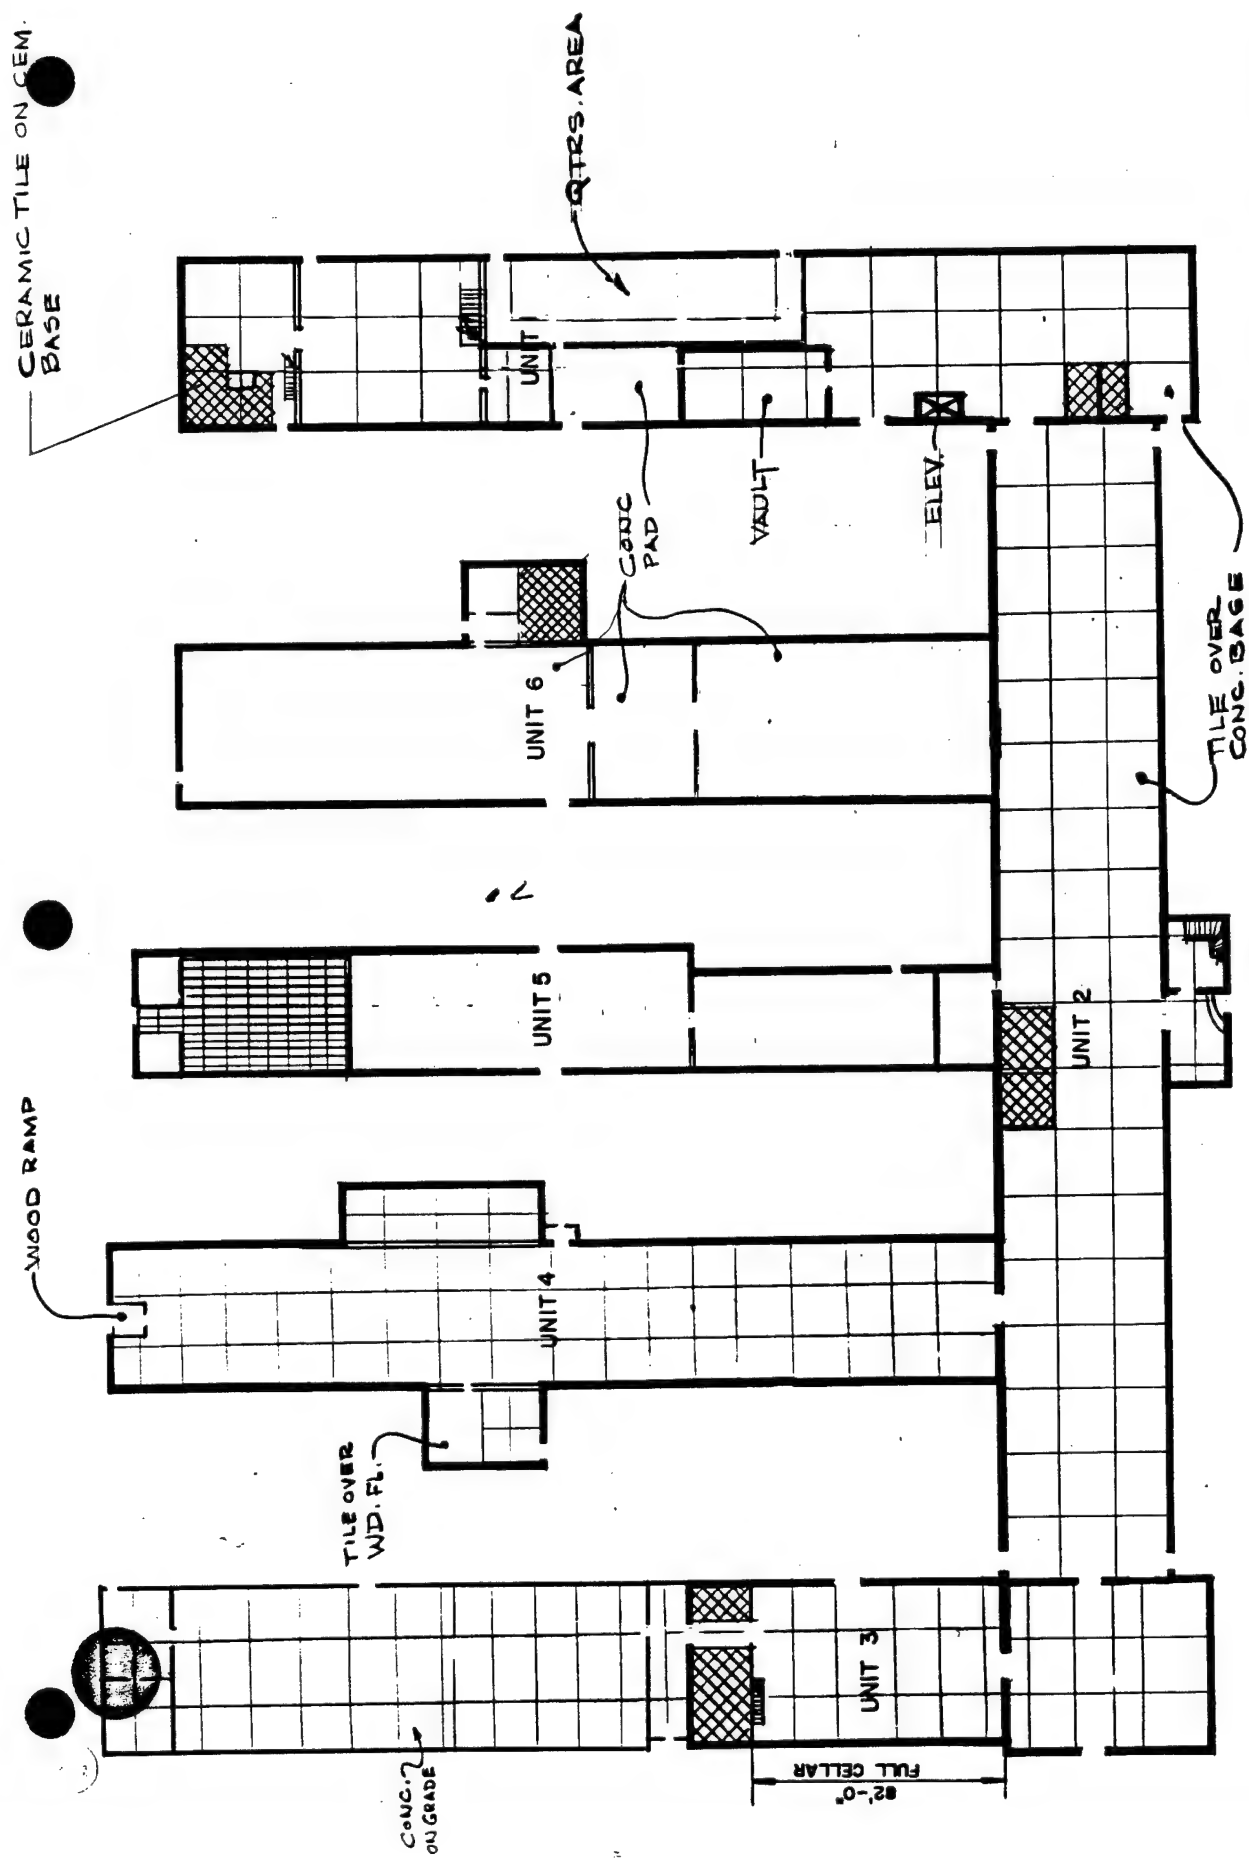 CERAMIC TILE ON CEM.
BASE
QTRS. AREA
UNIT
CONC
PAD
VAULT
ELEV.
TILE OVER
CONC. BASE
UNIT 6
UNIT 5
UNIT 2
WOOD RAMP
UNIT 4
TILE OVER
WD. FL.
UNIT 3
82'-0"
FULL CELLAR
CONC.
ON GRADE